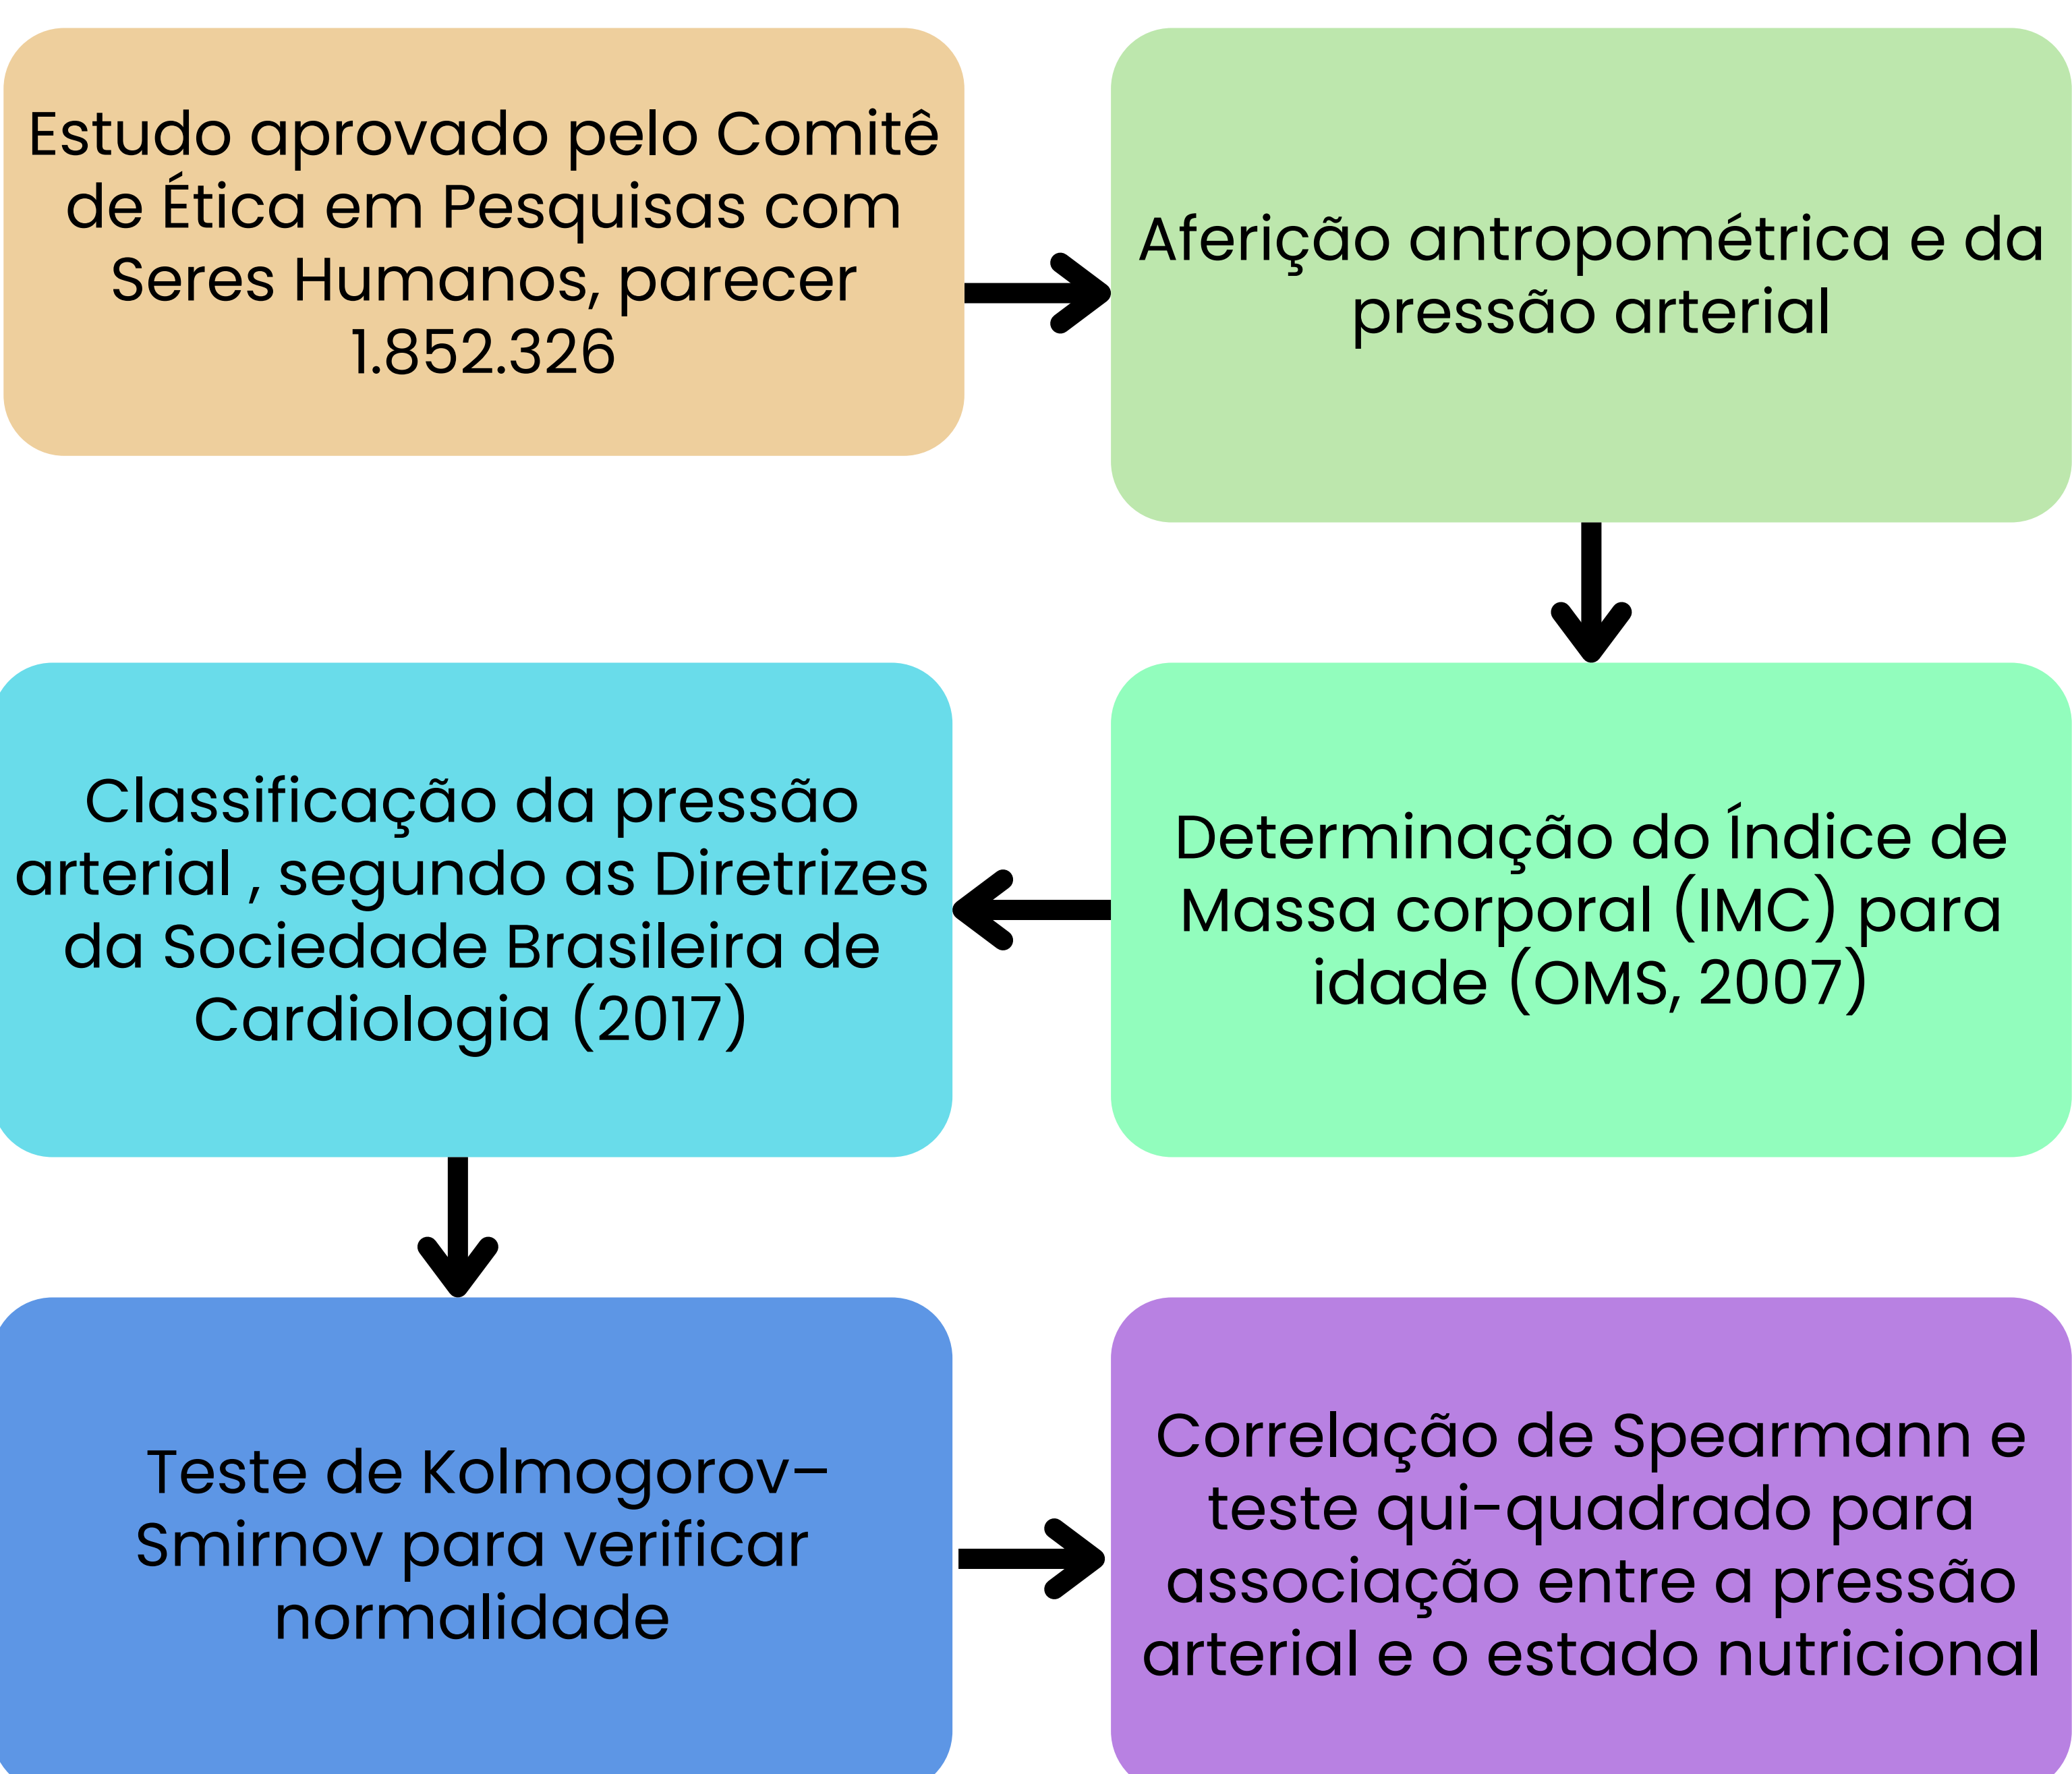 Estudo aprovado pelo Comitê
de Ética em Pesquisas com
Seres Humanos, parecer
1.852.326
Aferição antropométrica e da
pressão arterial
Determinação do Índice de
Massa corporal (IMC) para
idade (OMS, 2007)
Classificação da pressão
arterial , segundo as Diretrizes
da Sociedade Brasileira de
Cardiologia (2017)
Teste de Kolmogorov–
Smirnov para verificar
normalidade
Correlação de Spearmann e
teste qui-quadrado para
associação entre a pressão
arterial e o estado nutricional